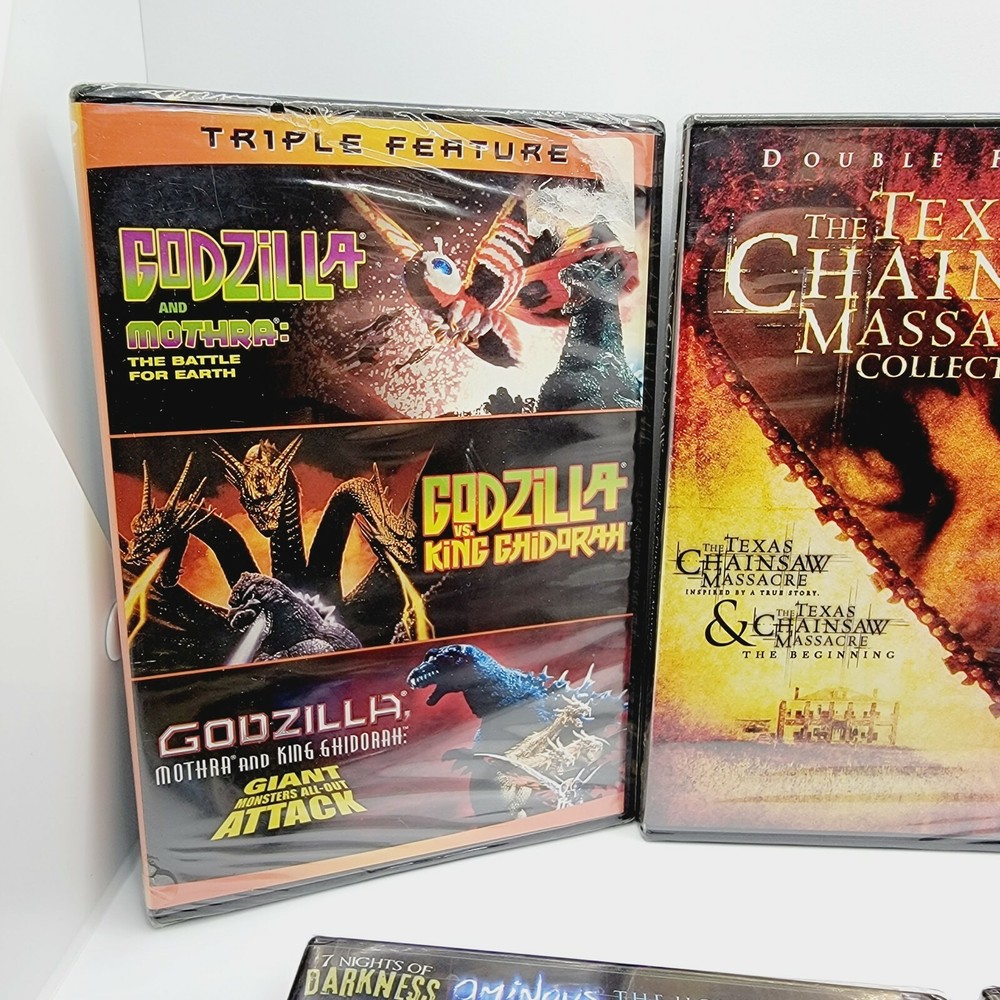 TRIPLE FEATURE
GODZILLA®
AND
MOTHRA®:
THE BATTLE
FOR EARTH
GODZILLA®
VS.
KING GHIDORAH
GODZILLA®,
MOTHRA® AND KING GHIDORAH:
GIANT
MONSTERS ALL-OUT
ATTACK
DOUBLE F
THE TEX
CHAIN
MASSA
COLLECT
THE TEXAS
CHAINSAW
MASSACRE
INSPIRED BY A TRUE STORY.
& THE TEXAS
CHAINSAW
MASSACRE
THE BEGINNING
7 NIGHTS OF
DARKNESS
OMINOUS THE